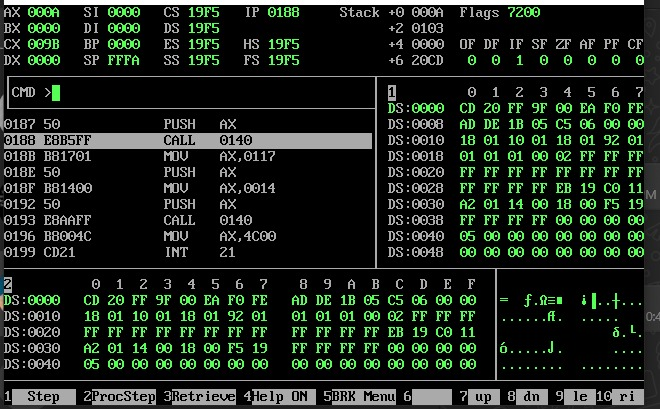 AX 000A SI 0000 CS 19F5 IP 0188 Stack +0 000A Flags 7200
BX 0000 DI 0000 DS 19F5 +2 0103
CX 009B BP 0000 ES 19F5 HS 19F5 +4 0000 OF DF IF SF ZF AF PF CF
DX 0000 SP FFFA SS 19F5 FS 19F5 +6 20CD 0 0 1 0 0 0 0 0
CMD > 1 0 1 2 3 4 5 6 7
DS:0000 CD 20 FF 9F 00 EA F0 FE
0187 50 PUSH AX DS:0008 AD DE 1B 05 C5 06 00 00
0188 E8B5FF CALL 0140 DS:0010 18 01 10 01 18 01 92 01
018B B81701 MOV AX,0117 DS:0018 01 01 01 00 02 FF FF FF
018E 50 PUSH AX DS:0020 FF FF FF FF FF FF FF FF
018F B81400 MOV AX,0014 DS:0028 FF FF FF FF EB 19 C0 11
0192 50 PUSH AX DS:0030 A2 01 14 00 18 00 F5 19
0193 E8AAFF CALL 0140 DS:0038 FF FF FF FF 00 00 00 00
0196 B8004C MOV AX,4C00 DS:0040 05 00 00 00 00 00 00 00
0199 CD21 INT 21 DS:0048 00 00 00 00 00 00 00 00
2 0 1 2 3 4 5 6 7 8 9 A B C D E F
DS:0000 CD 20 FF 9F 00 EA F0 FE AD DE 1B 05 C5 06 00 00
DS:0010 18 01 10 01 18 01 92 01 01 01 01 00 02 FF FF FF
DS:0020 FF FF FF FF FF FF FF FF FF FF FF FF EB 19 C0 11
DS:0030 A2 01 14 00 18 00 F5 19 FF FF FF FF 00 00 00 00
DS:0040 05 00 00 00 00 00 00 00 00 00 00 00 00 00 00 00
1 Step 2ProcStep 3Retrieve 4Help ON 5BRK Menu 6 7 up 8 dn 9 le 10 ri